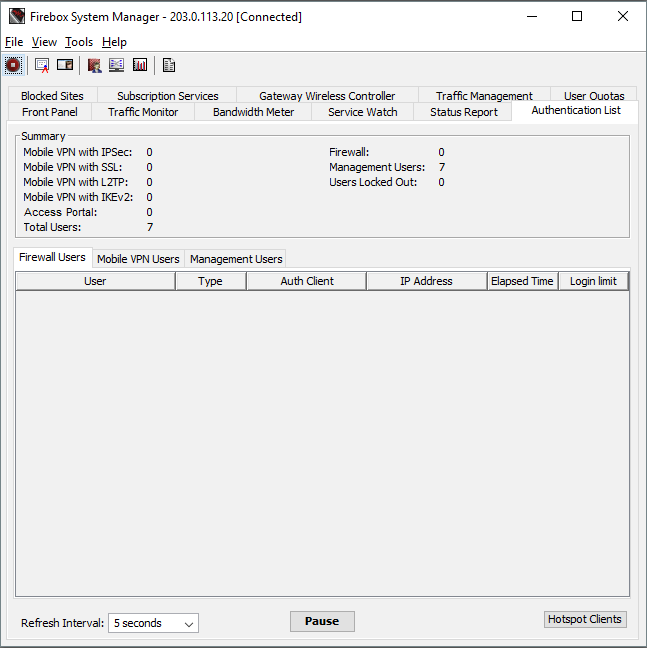 Firebox System Manager - 203.0.113.20 [Connected]
File View Tools Help
Blocked Sites Subscription Services Gateway Wireless Controller Traffic Management User Quotas
Front Panel Traffic Monitor Bandwidth Meter Service Watch Status Report Authentication List
Summary
Mobile VPN with IPSec: 0 Firewall: 0
Mobile VPN with SSL: 0 Management Users: 7
Mobile VPN with L2TP: 0 Users Locked Out: 0
Mobile VPN with IKEv2: 0
Access Portal: 0
Total Users: 7
Firewall Users Mobile VPN Users Management Users
User Type Auth Client IP Address Elapsed Time Login limit
Refresh Interval: 5 seconds Pause Hotspot Clients